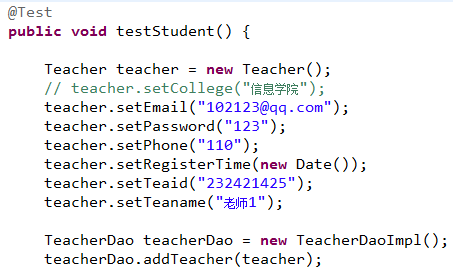 @Test
public void testStudent() {
Teacher teacher = new Teacher();
// teacher.setCollege("信息学院");
teacher.setEmail("102123@qq.com");
teacher.setPassword("123");
teacher.setPhone("110");
teacher.setRegisterTime(new Date());
teacher.setTeaid("232421425");
teacher.setTeaname("老师1");
TeacherDao teacherDao = new TeacherDaoImpl();
teacherDao.addTeacher(teacher);